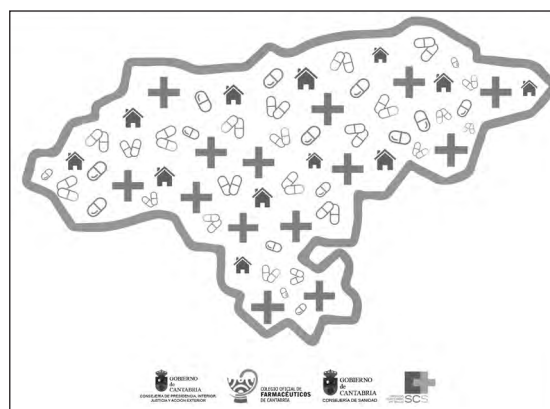 GOBIERNO
de
CANTABRIA
CONSEJERÍA DE PRESIDENCIA, INTERIOR,
JUSTICIA Y ACCIÓN EXTERIOR
COLEGIO OFICIAL DE
FARMACÉUTICOS
DE CANTABRIA
GOBIERNO
de
CANTABRIA
CONSEJERÍA DE SANIDAD
SCS